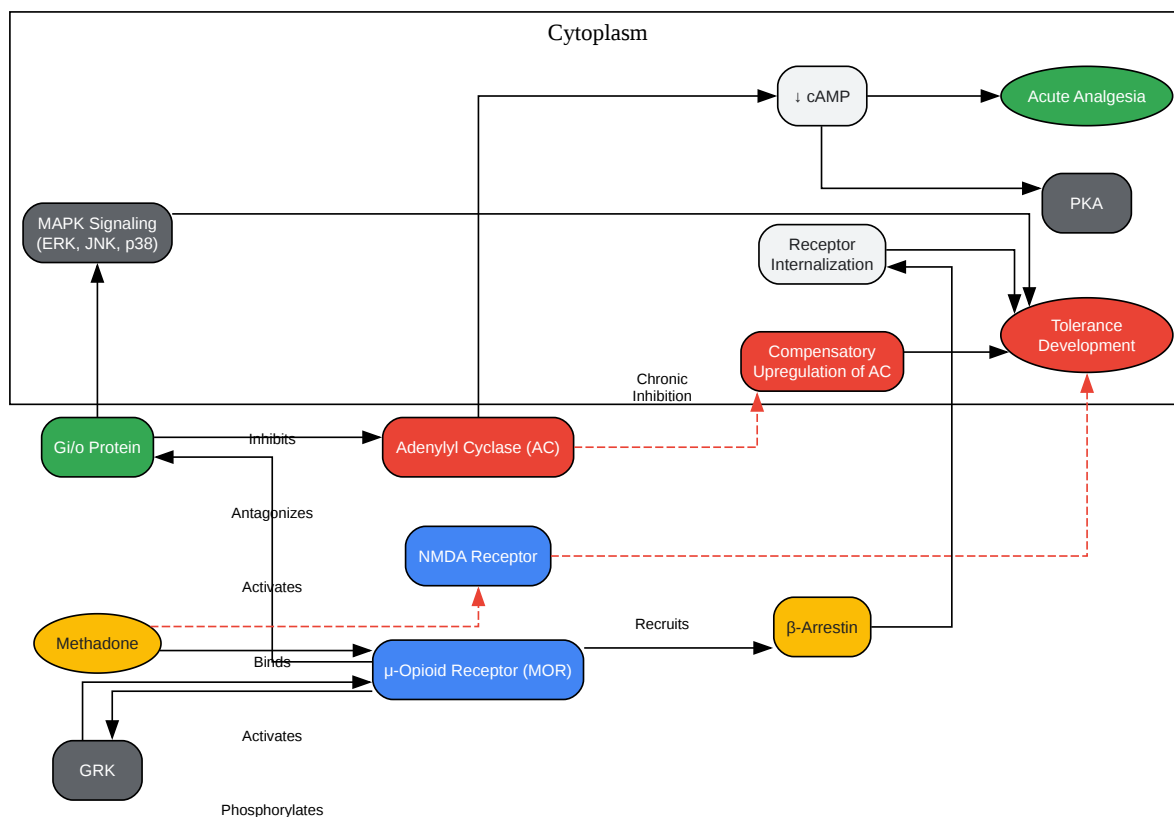 Cytoplasm
↓ cAMP
Acute Analgesia
PKA
MAPK Signaling
(ERK, JNK, p38)
Receptor
Internalization
Tolerance
Development
Compensatory
Upregulation of AC
Chronic
Inhibition
Gi/o Protein
Inhibits
Adenylyl Cyclase (AC)
Antagonizes
NMDA Receptor
Activates
Methadone
Binds
μ-Opioid Receptor (MOR)
Recruits
β-Arrestin
Activates
GRK
Phosphorylates